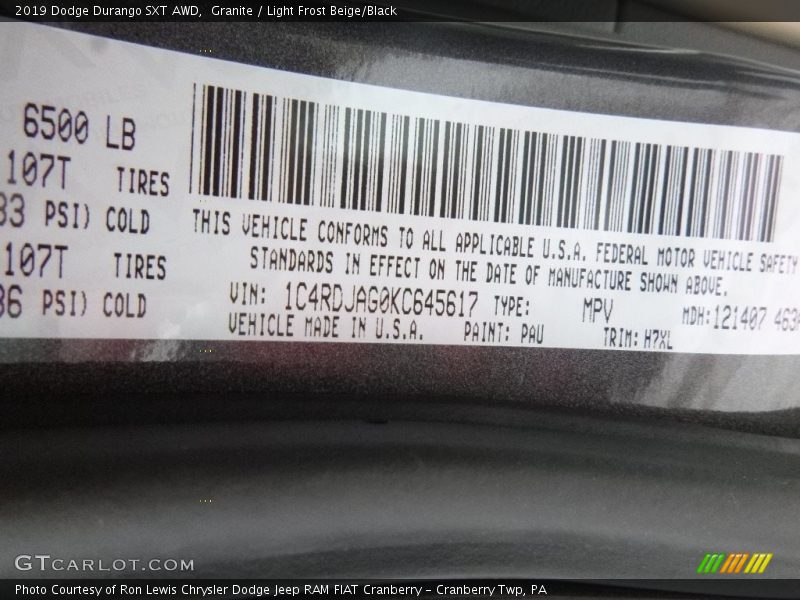 2019 Dodge Durango SXT AWD, Granite / Light Frost Beige/Black
6500 LB
107T TIRES
33 PSI) COLD
107T TIRES
36 PSI) COLD
THIS VEHICLE CONFORMS TO ALL APPLICABLE U.S.A. FEDERAL MOTOR VEHICLE SAFETY
STANDARDS IN EFFECT ON THE DATE OF MANUFACTURE SHOWN ABOVE.
VIN: 1C4RDJAG0KC645617 TYPE: MPV MDH: 121407 463
VEHICLE MADE IN U.S.A. PAINT: PAU TRIM: H7XL
GTCARLOT.COM
Photo Courtesy of Ron Lewis Chrysler Dodge Jeep RAM FIAT Cranberry – Cranberry Twp, PA